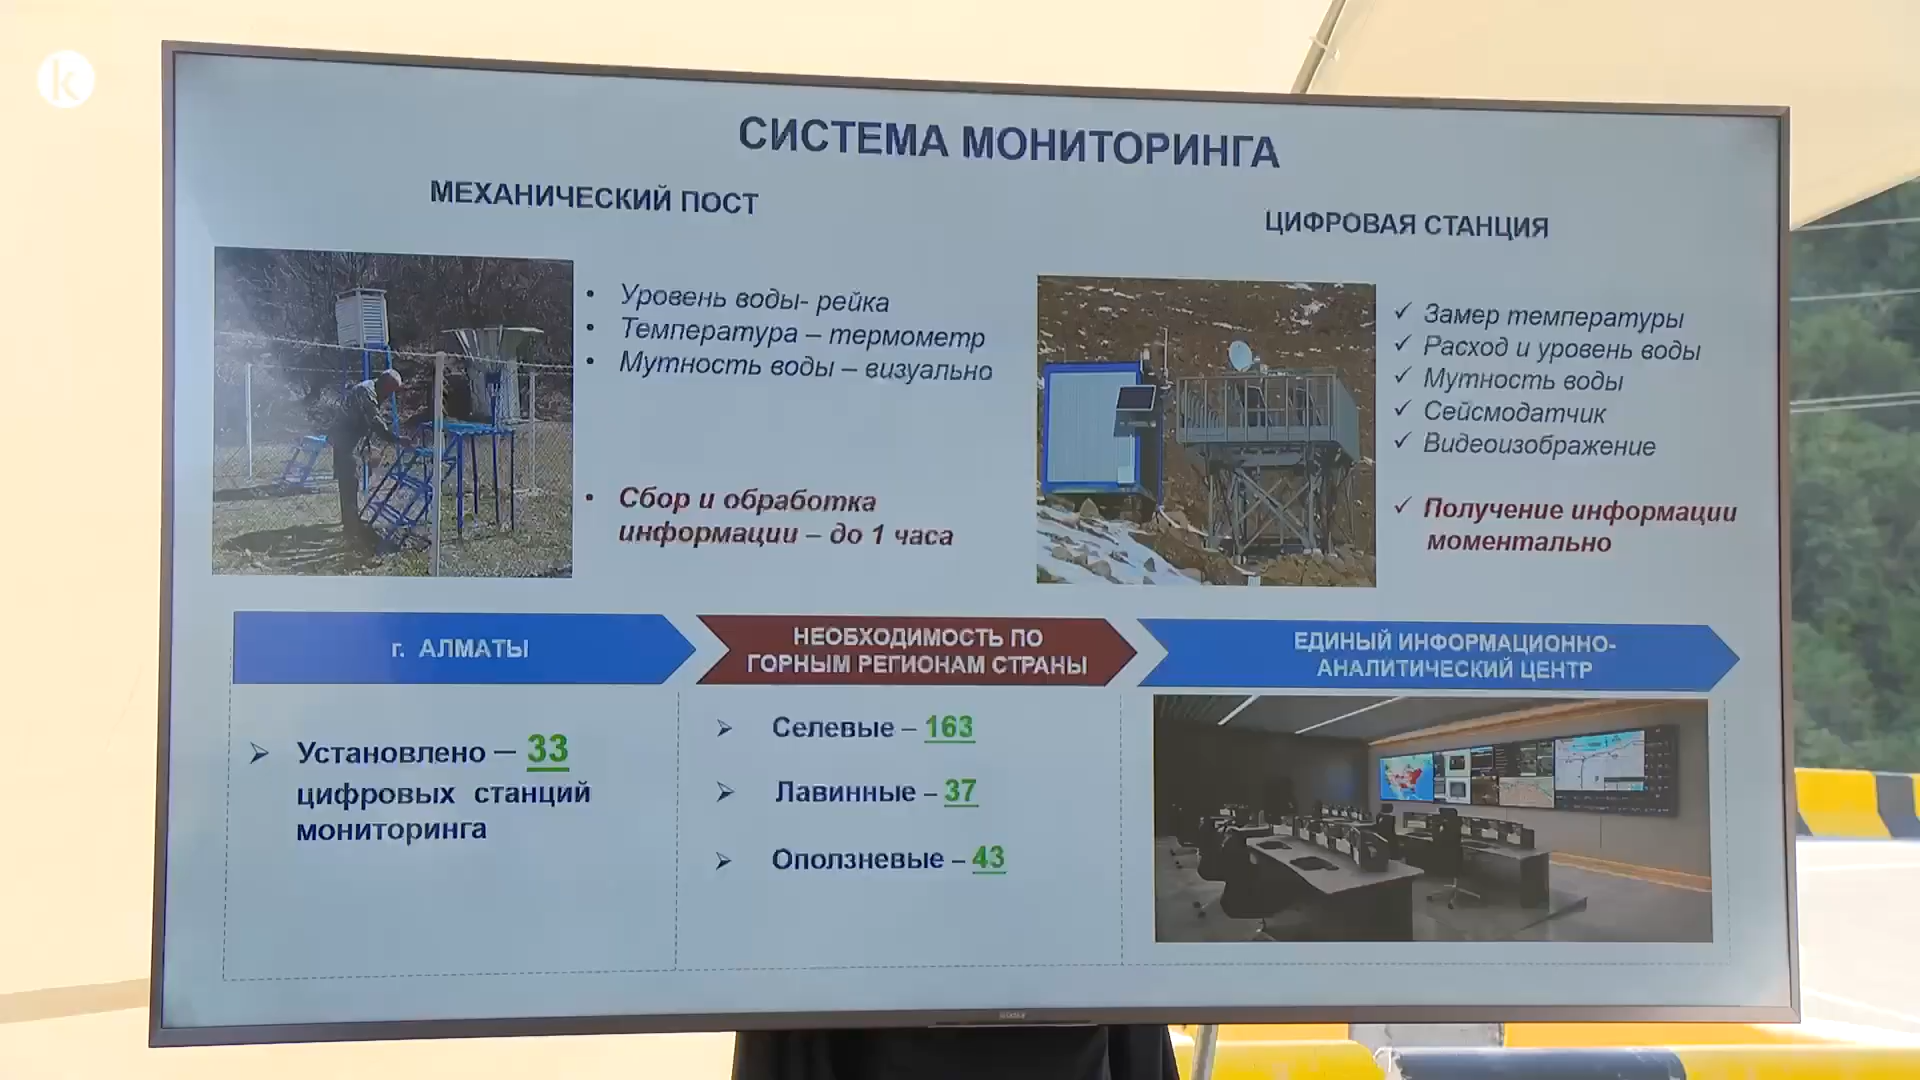 k
СИСТЕМА МОНИТОРИНГА
МЕХАНИЧЕСКИЙ ПОСТ
• Уровень воды- рейка
• Температура – термометр
• Мутность воды – визуально
• Сбор и обработка
информации – до 1 часа
ЦИФРОВАЯ СТАНЦИЯ
✓ Замер температуры
✓ Расход и уровень воды
✓ Мутность воды
✓ Сейсмодатчик
✓ Видеоизображение
✓ Получение информации
моментально
г. АЛМАТЫ
➢ Установлено – 33
цифровых станций
мониторинга
НЕОБХОДИМОСТЬ ПО
ГОРНЫМ РЕГИОНАМ СТРАНЫ
➢ Селевые – 163
➢ Лавинные – 37
➢ Оползневые – 43
ЕДИНЫЙ ИНФОРМАЦИОННО-
АНАЛИТИЧЕСКИЙ ЦЕНТР